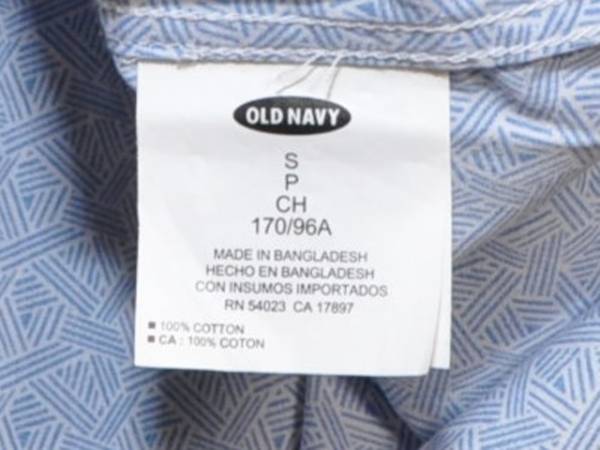 OLD NAVY
S
P
CH
170/96A
MADE IN BANGLADESH
HECHO EN BANGLADESH
CON INSUMOS IMPORTADOS
RN 54023 CA 17897
■ 100% COTTON
■ CA : 100% COTON